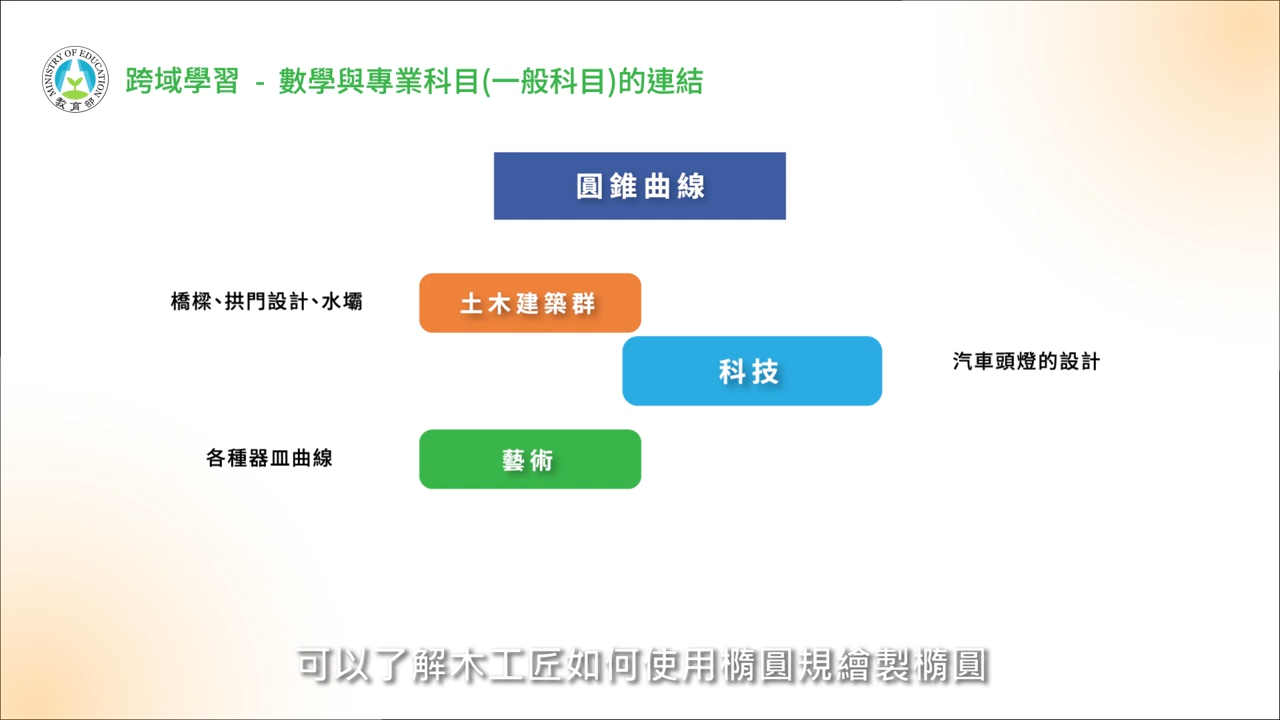 MINISTRY OF EDUCATION
教育部
跨域學習 - 數學與專業科目(一般科目)的連結
圓錐曲線
橋樑、拱門設計、水壩
土木建築群
科技
汽車頭燈的設計
各種器皿曲線
藝術
可以了解木工匠如何使用橢圓規繪製橢圓